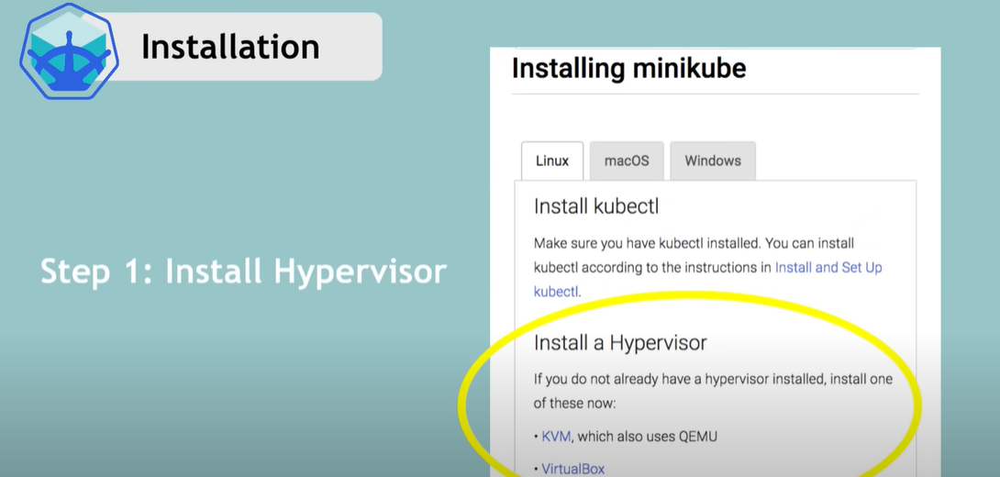 Installation
Installing minikube
Linux
macOS
Windows
Install kubectl
Make sure you have kubectl installed. You can install
kubectl according to the instructions in Install and Set Up
kubectl.
Step 1: Install Hypervisor
Install a Hypervisor
If you do not already have a hypervisor installed, install one
of these now:
• KVM, which also uses QEMU
• VirtualBox